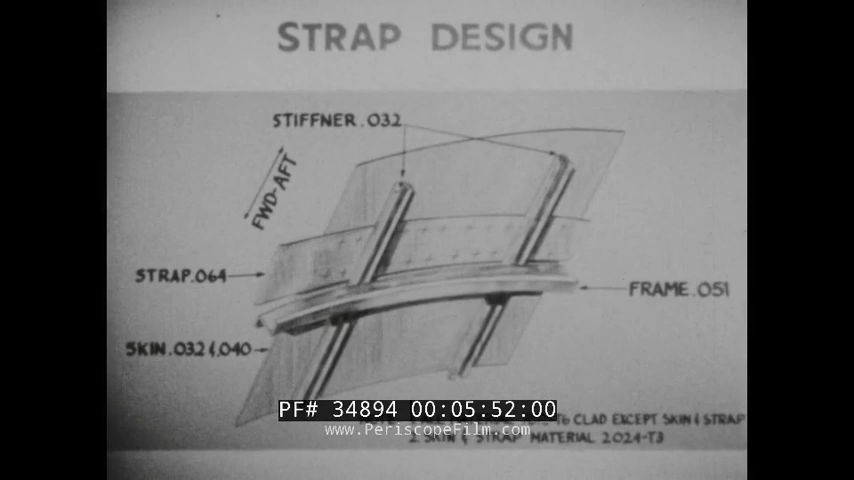 STRAP DESIGN
STIFFNER .032
FWD-AFT
STRAP .064
FRAME .051
SKIN .032 & .040
PF# 34894 00:05:52:00
T6 CLAD EXCEPT SKIN & STRAP
www.PeriscopeFilm.com
2. SKIN & STRAP MATERIAL 2024-T3